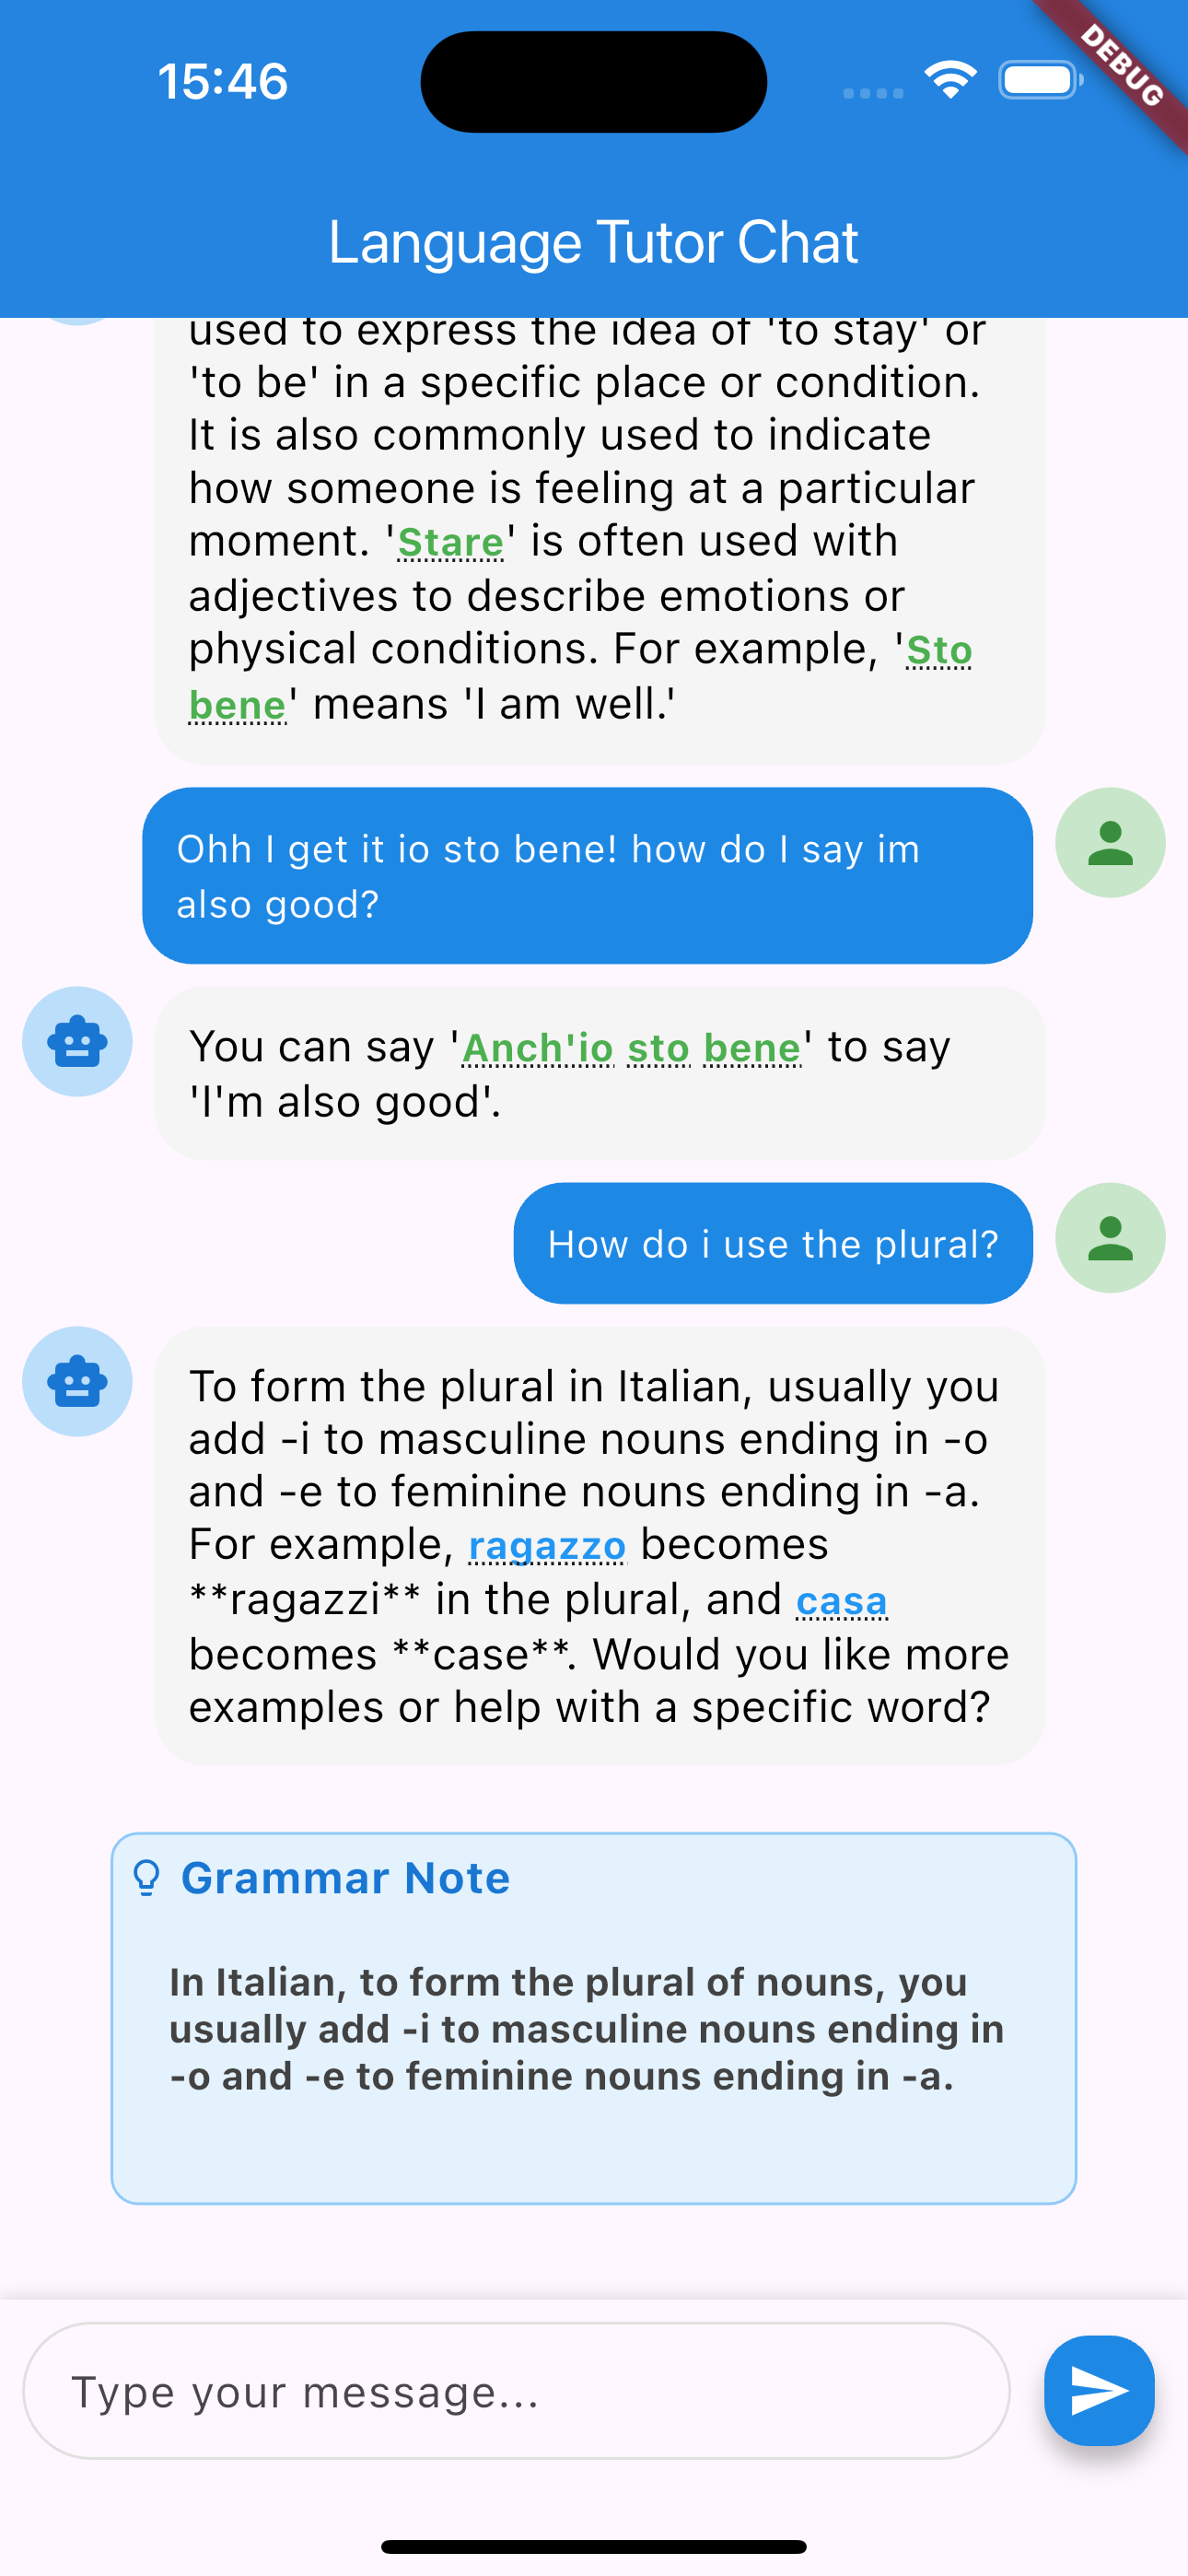 15:46
DEBUG
Language Tutor Chat
used to express the idea of 'to stay' or
'to be' in a specific place or condition.
It is also commonly used to indicate
how someone is feeling at a particular
moment. 'Stare' is often used with
adjectives to describe emotions or
physical conditions. For example, 'Sto
bene' means 'I am well.'
Ohh I get it io sto bene! how do I say im
also good?
You can say 'Anch'io sto bene' to say
'I'm also good'.
How do i use the plural?
To form the plural in Italian, usually you
add -i to masculine nouns ending in -o
and -e to feminine nouns ending in -a.
For example, ragazzo becomes
**ragazzi** in the plural, and casa
becomes **case**. Would you like more
examples or help with a specific word?
Grammar Note
In Italian, to form the plural of nouns, you
usually add -i to masculine nouns ending in
-o and -e to feminine nouns ending in -a.
Type your message...